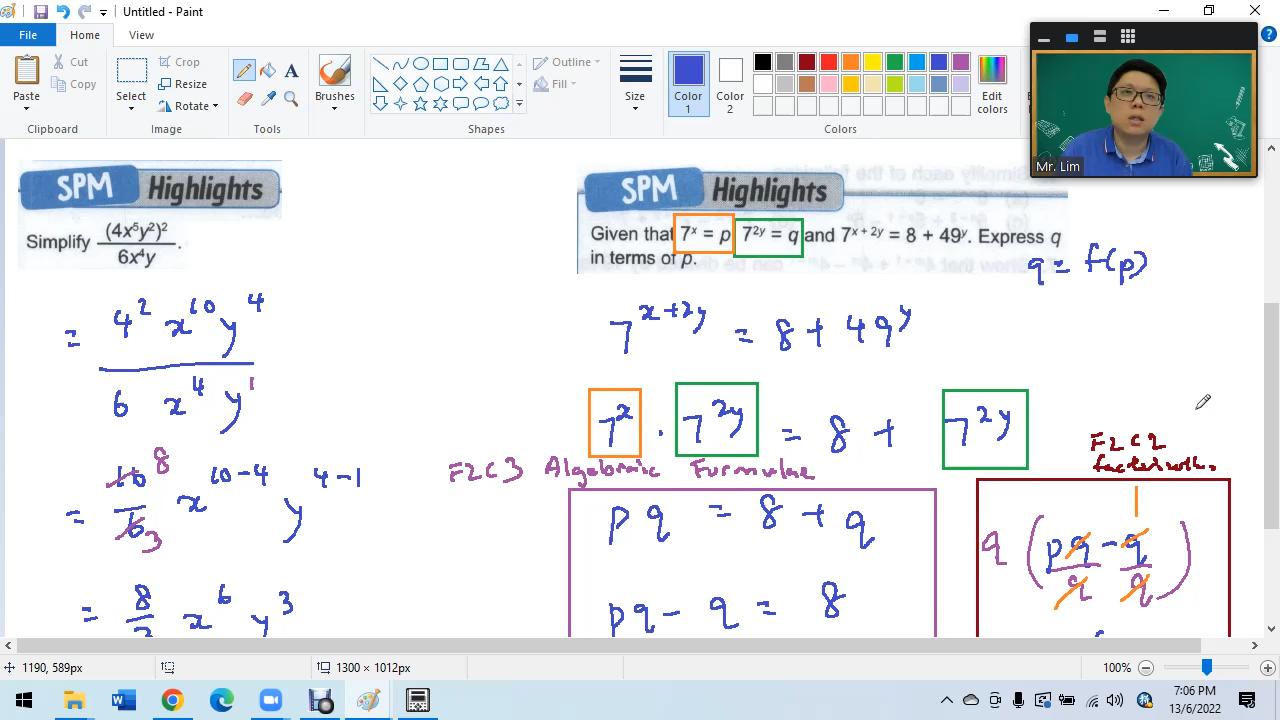 Untitled - Paint
File Home View
Paste
Cut
Copy
Clipboard
Select
Crop
Resize
Rotate
Image
Tools
Brushes
Shapes
Outline
Fill
Size
Color 1
Color 2
Edit colors
Colors
Mr. Lim
SPM Highlights
Simplify (4x⁵y²)² / 6x⁴y .
= 4² x¹⁰ y⁴ / 6 x⁴ y¹
= 16 8 / 6 3 x¹⁰⁻⁴ y⁴⁻¹
= 8/3 x⁶ y³
SPM Highlights
Given that 7ˣ = p 7²ʸ = q and 7ˣ ⁺ ²ʸ = 8 + 49ʸ. Express q
in terms of p.
q = f(p)
7ˣ⁺²ʸ = 8 + 49ʸ
7ˣ . 7²ʸ = 8 + 7²ʸ
F2C3 Algebraic Formulae
pq = 8 + q
pq - q = 8
F2C2
q (pq/q - q/q) 1
1190, 589px
1300 × 1012px
100%
7:06 PM
13/6/2022